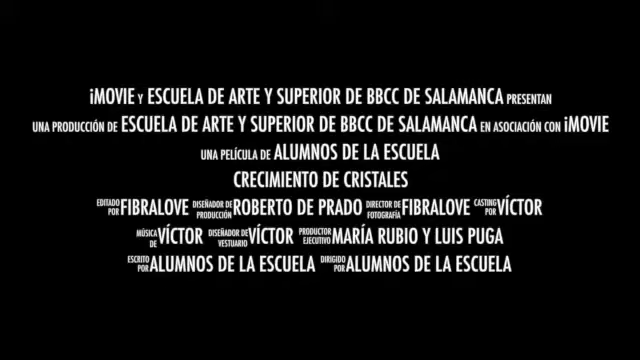 iMOVIE Y ESCUELA DE ARTE Y SUPERIOR DE BBCC DE SALAMANCA PRESENTAN
UNA PRODUCCIÓN DE ESCUELA DE ARTE Y SUPERIOR DE BBCC DE SALAMANCA EN ASOCIACIÓN CON iMOVIE
UNA PELÍCULA DE ALUMNOS DE LA ESCUELA
CRECIMIENTO DE CRISTALES
EDITADO POR FIBRALOVE DISEÑADOR DE PRODUCCIÓN ROBERTO DE PRADO DIRECTOR DE FOTOGRAFÍA FIBRALOVE CASTING POR VÍCTOR
MÚSICA DE VÍCTOR DISEÑADOR DE VESTUARIO VÍCTOR PRODUCTOR EJECUTIVO MARÍA RUBIO Y LUIS PUGA
ESCRITO POR ALUMNOS DE LA ESCUELA DIRIGIDO POR ALUMNOS DE LA ESCUELA